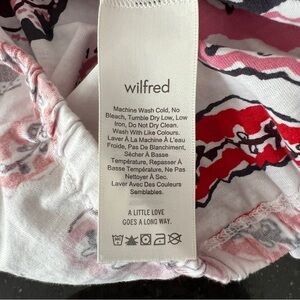 wilfred
Machine Wash Cold, No
Bleach, Tumble Dry Low, Low
Iron, Do Not Dry Clean.
Wash With Like Colours.
Laver À La Machine À L'eau
Froide, Pas De Blanchiment,
Sécher À Basse
Température, Repasser À
Basse Température, Ne Pas
Nettoyer À Sec.
Laver Avec Des Couleurs
Semblables.
A LITTLE LOVE
GOES A LONG WAY.